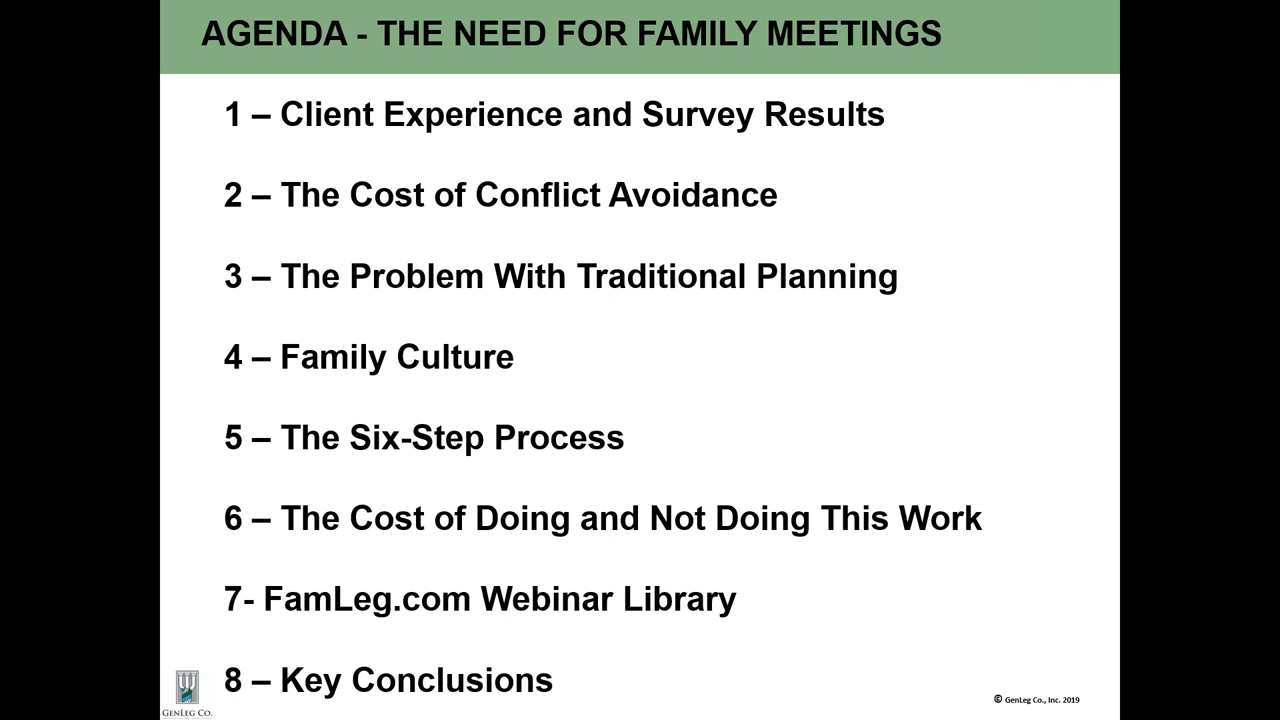 AGENDA - THE NEED FOR FAMILY MEETINGS
1 – Client Experience and Survey Results
2 – The Cost of Conflict Avoidance
3 – The Problem With Traditional Planning
4 – Family Culture
5 – The Six-Step Process
6 – The Cost of Doing and Not Doing This Work
7- FamLeg.com Webinar Library
8 – Key Conclusions
GENLEG CO.
© GenLeg Co., Inc. 2019